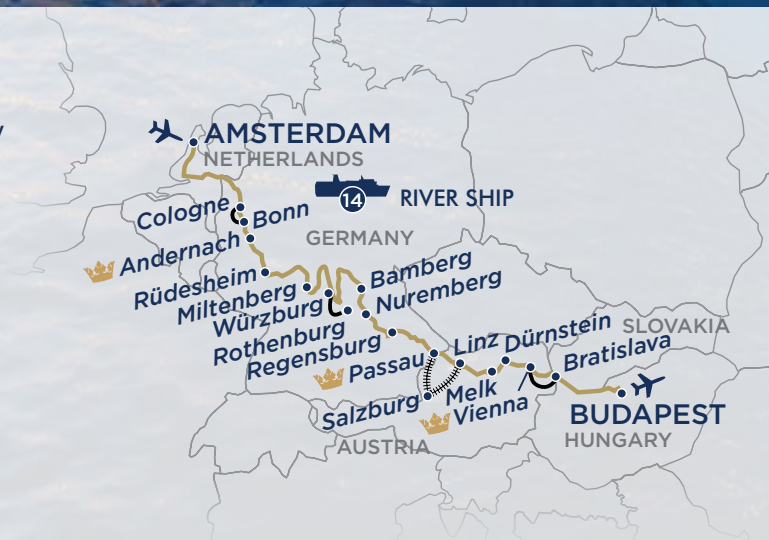 AMSTERDAM
NETHERLANDS
14
RIVER SHIP
Cologne
Bonn
GERMANY
Andernach
Rüdesheim
Bamberg
Miltenberg
Nuremberg
Würzburg
Rothenburg
Regensburg
Linz
Dürnstein
SLOVAKIA
Passau
Bratislava
Melk
Salzburg
Vienna
BUDAPEST
AUSTRIA
HUNGARY